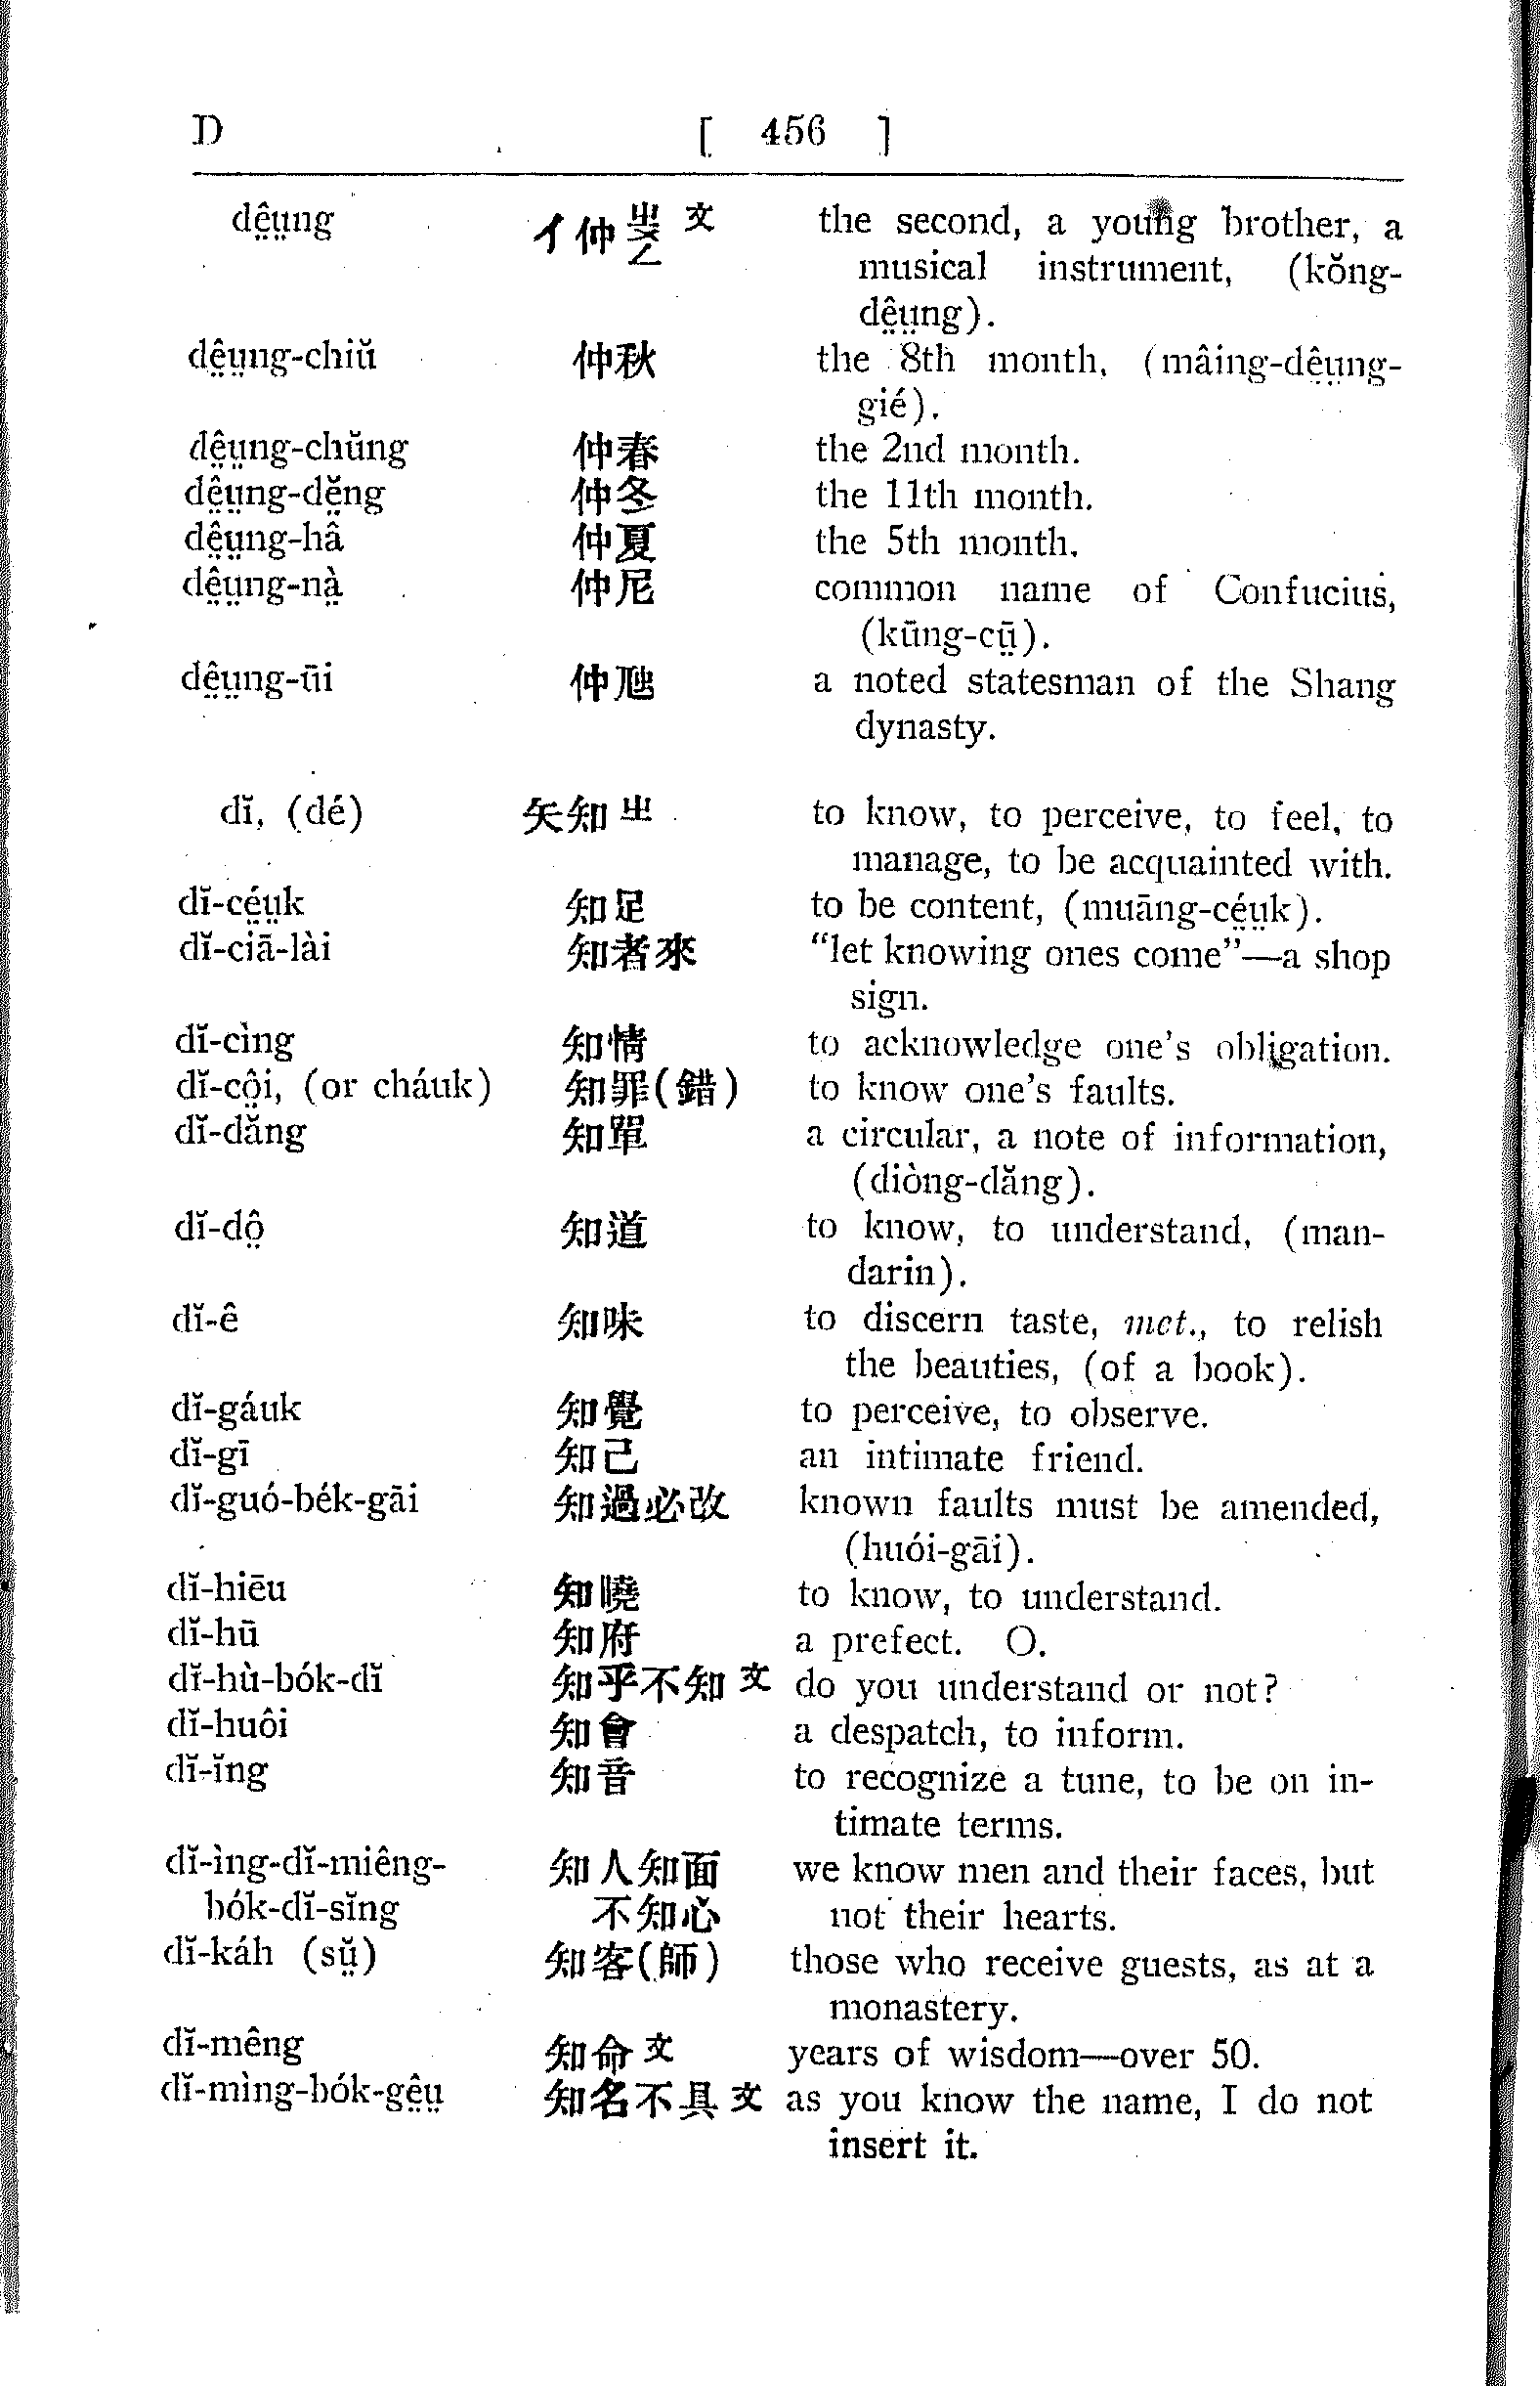 D [ 456 ]
dê̤ṳng 亻仲ㄓㄨㄥ 文 the second, a young brother, a
musical instrument, (kŏng-
dê̤ṳng).
dê̤ṳng-chiŭ 仲秋 the 8th month, (mâing-dê̤ṳng-
gié).
dê̤ṳng-chŭng 仲春 the 2nd month.
dê̤ṳng-dĕ̤ng 仲冬 the 11th month.
dê̤ṳng-hâ 仲夏 the 5th month.
dê̤ṳng-nà̤ 仲尼 common name of Confucius,
(kūng-cṳ̄).
dê̤ṳng-ūi 仲虺 a noted statesman of the Shang
dynasty.
dĭ, (dé) 矢知ㄓ to know, to perceive, to feel, to
manage, to be acquainted with.
dĭ-cé̤ṳk 知足 to be content, (muāng-cé̤ṳk).
dĭ-ciā-lài 知者來 “let knowing ones come”—a shop
sign.
dĭ-cìng 知情 to acknowledge one's obligation.
dĭ-cô̤i, (or cháuk) 知罪(錯) to know one's faults.
dĭ-dăng 知單 a circular, a note of information,
(diòng-dăng).
dĭ-dô̤ 知道 to know, to understand, (man-
darin).
dĭ-ê 知味 to discern taste, met., to relish
the beauties, (of a book).
dĭ-gáuk 知覺 to perceive, to observe.
dĭ-gī 知己 an intimate friend.
dĭ-guó-bék-gāi 知過必改 known faults must be amended,
(huói-gāi).
dĭ-hiēu 知曉 to know, to understand.
dĭ-hū 知府 a prefect. O.
dĭ-hù-bók-dĭ 知乎不知 文 do you understand or not?
dĭ-huôi 知會 a despatch, to inform.
dĭ-ĭng 知音 to recognize a tune, to be on in-
timate terms.
dĭ-ìng-dĭ-miêng- 知人知面 we know men and their faces, but
bók-dĭ-sĭng 不知心 not their hearts.
dĭ-káh (sṳ̆) 知客(師) those who receive guests, as at a
monastery.
dĭ-mêng 知命 文 years of wisdom—over 50.
dĭ-mìng-bók-gê̤ṳ 知名不具 文 as you know the name, I do not
insert it.